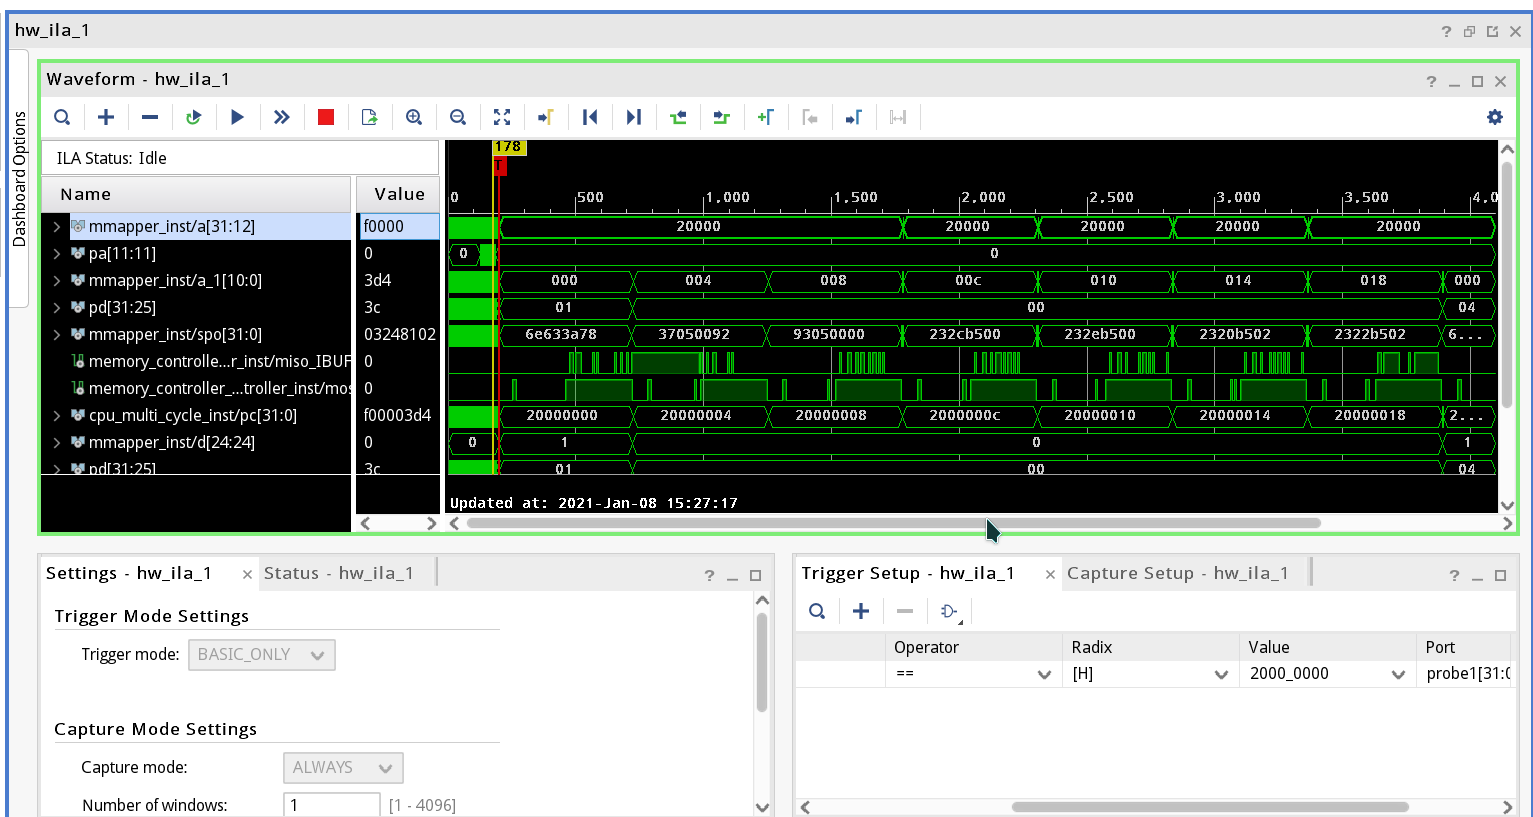 hw_ila_1
Dashboard Options
Waveform - hw_ila_1
ILA Status: Idle
Name Value
178
T
0 500 1,000 1,500 2,000 2,500 3,000 3,500 4,0
mmapper_inst/a[31:12] f0000 20000 20000 20000 20000 20000
pa[11:11] 0 0 0
mmapper_inst/a_1[10:0] 3d4 000 004 008 00c 010 014 018 000
pd[31:25] 3c 01 00 04
mmapper_inst/spo[31:0] 03248102 6e633a78 37050092 93050000 232cb500 232eb500 2320b502 2322b502 6...
memory_controlle...r_inst/miso_IBUF 0
memory_controller_...troller_inst/mos 0
cpu_multi_cycle_inst/pc[31:0] f00003d4 20000000 20000004 20000008 2000000c 20000010 20000014 20000018 2...
mmapper_inst/d[24:24] 0 0 1 0 1
pd[31:25] 3c 01 00 04
Updated at: 2021-Jan-08 15:27:17
Settings - hw_ila_1 Status - hw_ila_1
Trigger Mode Settings
Trigger mode: BASIC_ONLY
Capture Mode Settings
Capture mode: ALWAYS
Number of windows: 1 [1 - 4096]
Trigger Setup - hw_ila_1 Capture Setup - hw_ila_1
Operator Radix Value Port
== [H] 2000_0000 probe1[31:0